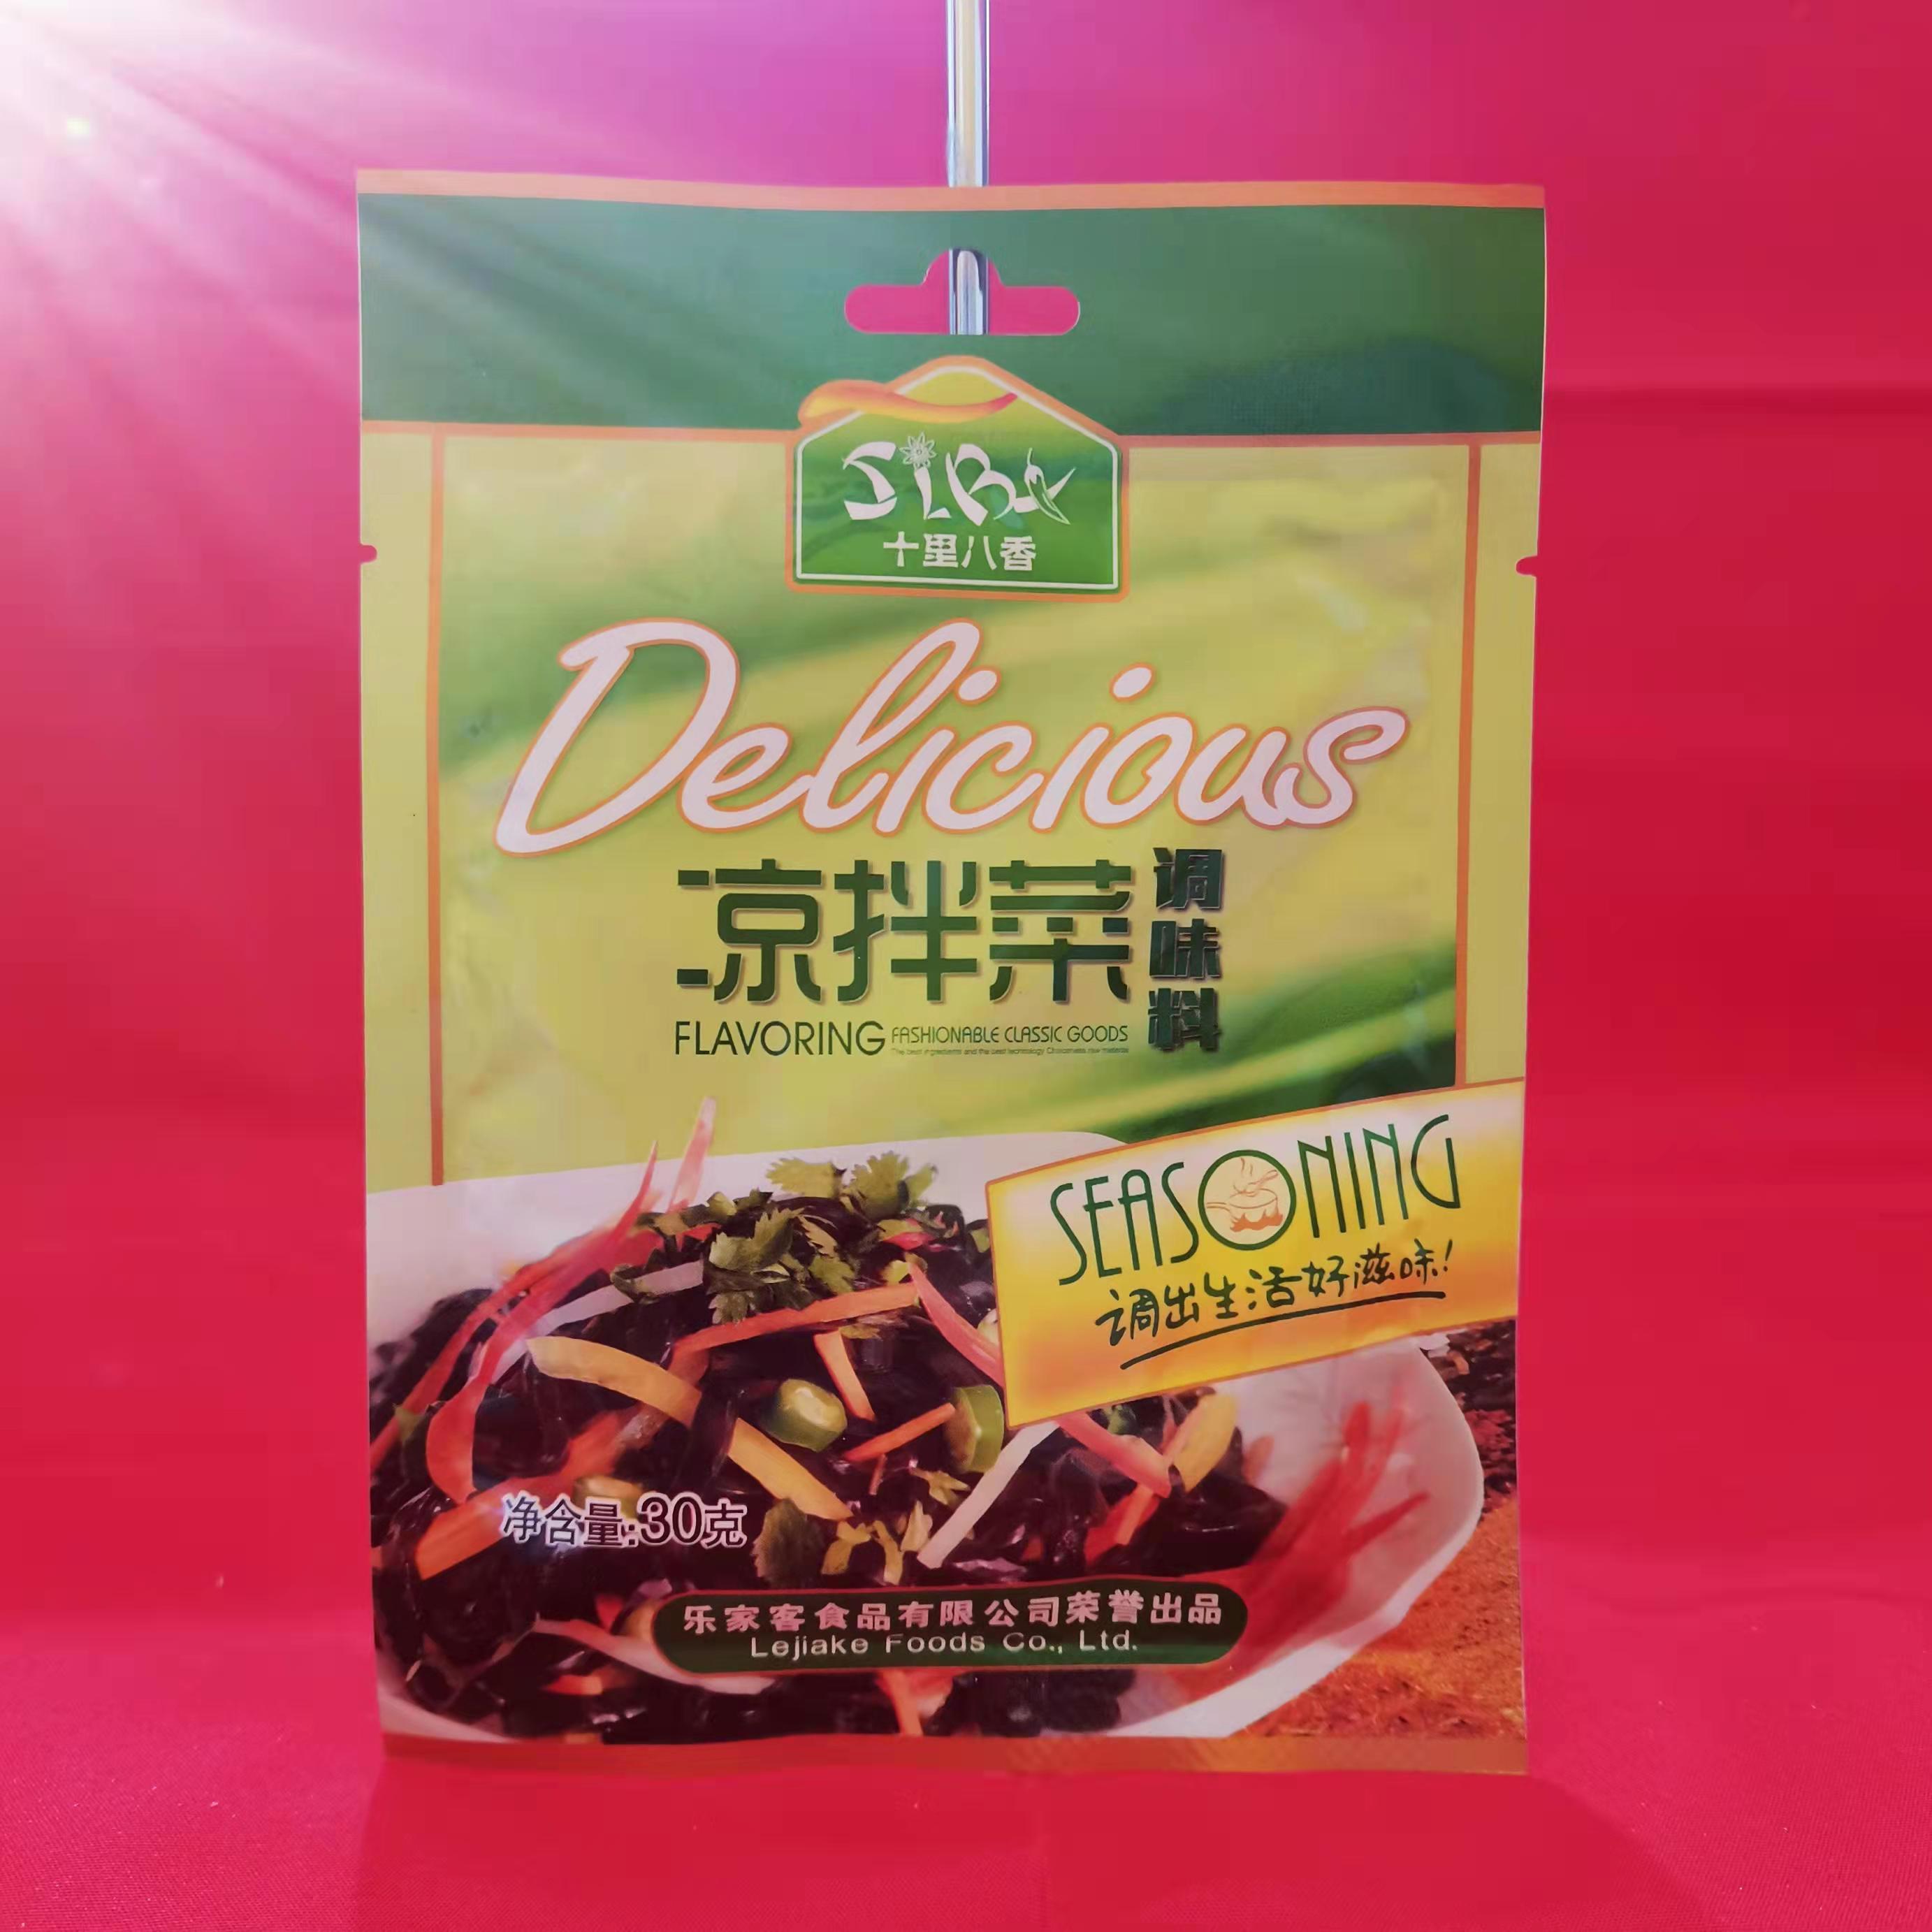 SLBX
十里八香
Delicious
凉拌菜
调味料
FLAVORING FASHIONABLE CLASSIC GOODS
SEASONING
调出生活好滋味!
净含量:30克
乐家客食品有限公司荣誉出品
Lejiake Foods Co., Ltd.